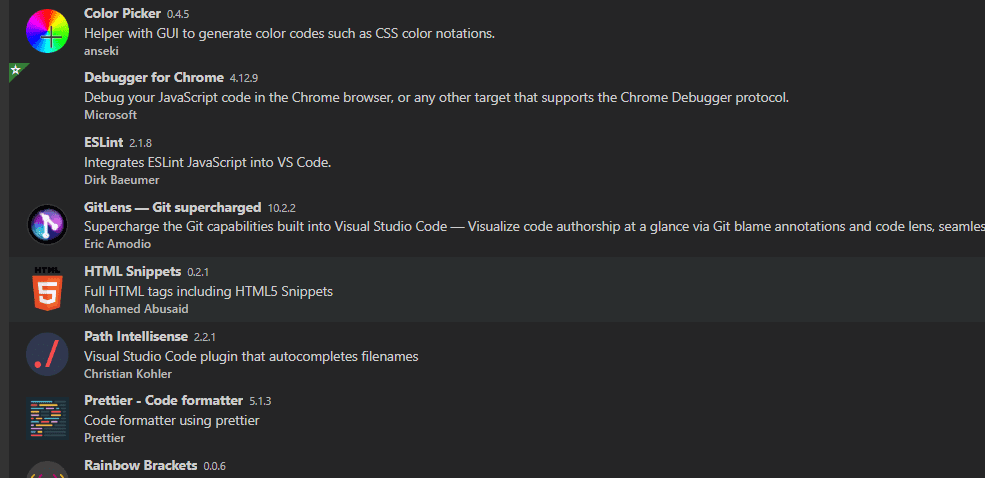 Color Picker 0.4.5
Helper with GUI to generate color codes such as CSS color notations.
anseki
Debugger for Chrome 4.12.9
Debug your JavaScript code in the Chrome browser, or any other target that supports the Chrome Debugger protocol.
Microsoft
ESLint 2.1.8
Integrates ESLint JavaScript into VS Code.
Dirk Baeumer
GitLens — Git supercharged 10.2.2
Supercharge the Git capabilities built into Visual Studio Code — Visualize code authorship at a glance via Git blame annotations and code lens, seamles
Eric Amodio
HTML
5
HTML Snippets 0.2.1
Full HTML tags including HTML5 Snippets
Mohamed Abusaid
./
Path Intellisense 2.2.1
Visual Studio Code plugin that autocompletes filenames
Christian Kohler
Prettier - Code formatter 5.1.3
Code formatter using prettier
Prettier
Rainbow Brackets 0.0.6